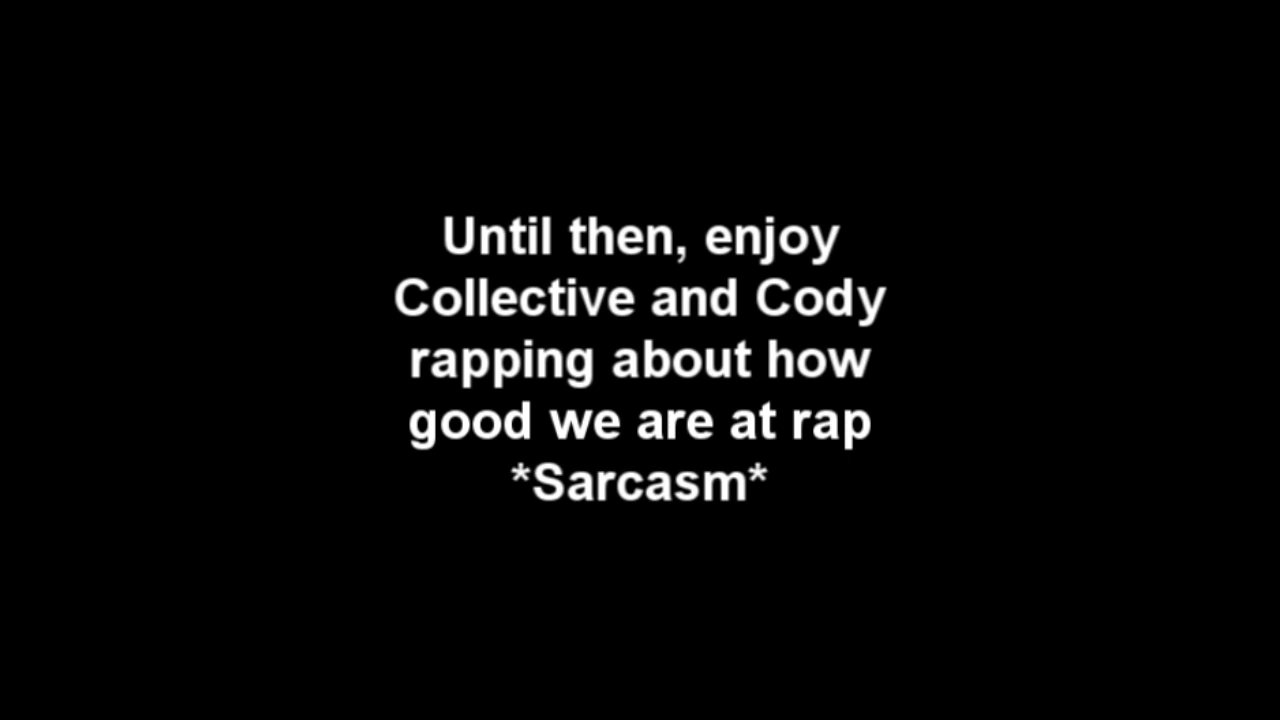 Until then, enjoy
Collective and Cody
rapping about how
good we are at rap
*Sarcasm*